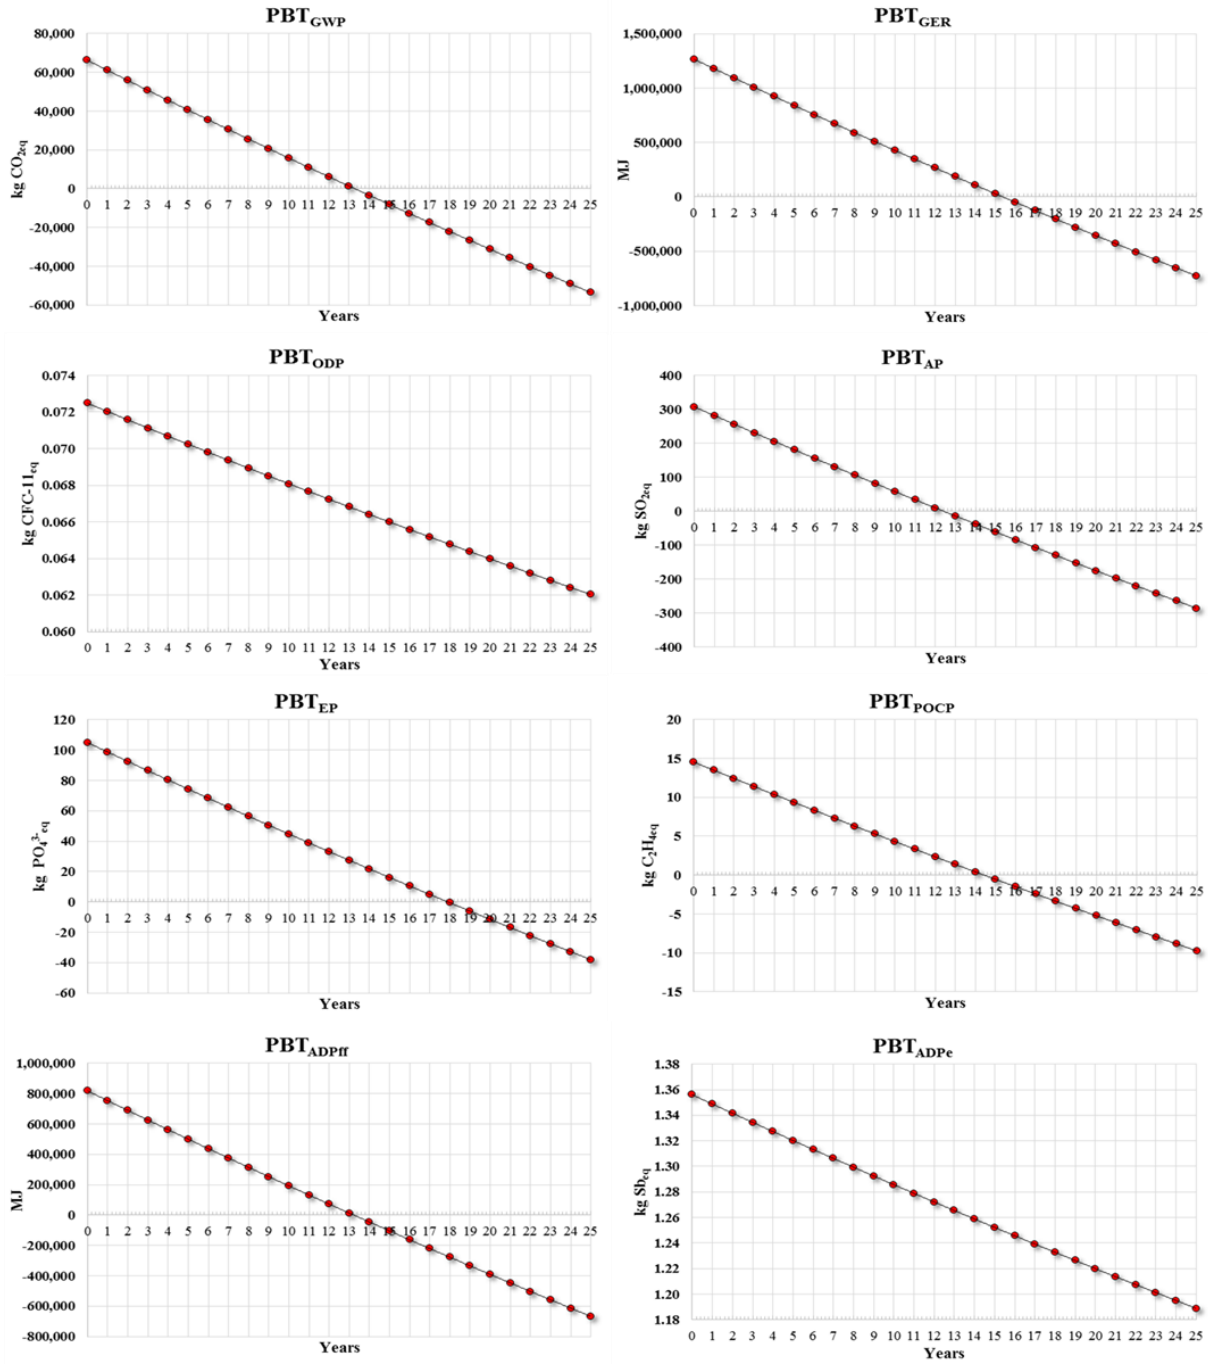 PBT_GWP
80,000
60,000
40,000
20,000
0
-20,000
-40,000
-60,000
kg CO_2eq
0 1 2 3 4 5 6 7 8 9 10 11 12 13 14 15 16 17 18 19 20 21 22 23 24 25
Years
PBT_GER
1,500,000
1,000,000
500,000
0
-500,000
-1,000,000
MJ
0 1 2 3 4 5 6 7 8 9 10 11 12 13 14 15 16 17 18 19 20 21 22 23 24 25
Years
PBT_ODP
0.074
0.072
0.070
0.068
0.066
0.064
0.062
0.060
kg CFC-11_eq
0 1 2 3 4 5 6 7 8 9 10 11 12 13 14 15 16 17 18 19 20 21 22 23 24 25
Years
PBT_AP
400
300
200
100
0
-100
-200
-300
-400
kg SO_2eq
0 1 2 3 4 5 6 7 8 9 10 11 12 13 14 15 16 17 18 19 20 21 22 23 24 25
Years
PBT_EP
120
100
80
60
40
20
0
-20
-40
-60
kg PO_4^3-_eq
0 1 2 3 4 5 6 7 8 9 10 11 12 13 14 15 16 17 18 19 20 21 22 23 24 25
Years
PBT_POCP
20
15
10
5
0
-5
-10
-15
kg C_2H_4eq
0 1 2 3 4 5 6 7 8 9 10 11 12 13 14 15 16 17 18 19 20 21 22 23 24 25
Years
PBT_ADPff
1,000,000
800,000
600,000
400,000
200,000
0
-200,000
-400,000
-600,000
-800,000
MJ
0 1 2 3 4 5 6 7 8 9 10 11 12 13 14 15 16 17 18 19 20 21 22 23 24 25
Years
PBT_ADPe
1.38
1.36
1.34
1.32
1.30
1.28
1.26
1.24
1.22
1.20
1.18
kg Sb_eq
0 1 2 3 4 5 6 7 8 9 10 11 12 13 14 15 16 17 18 19 20 21 22 23 24 25
Years